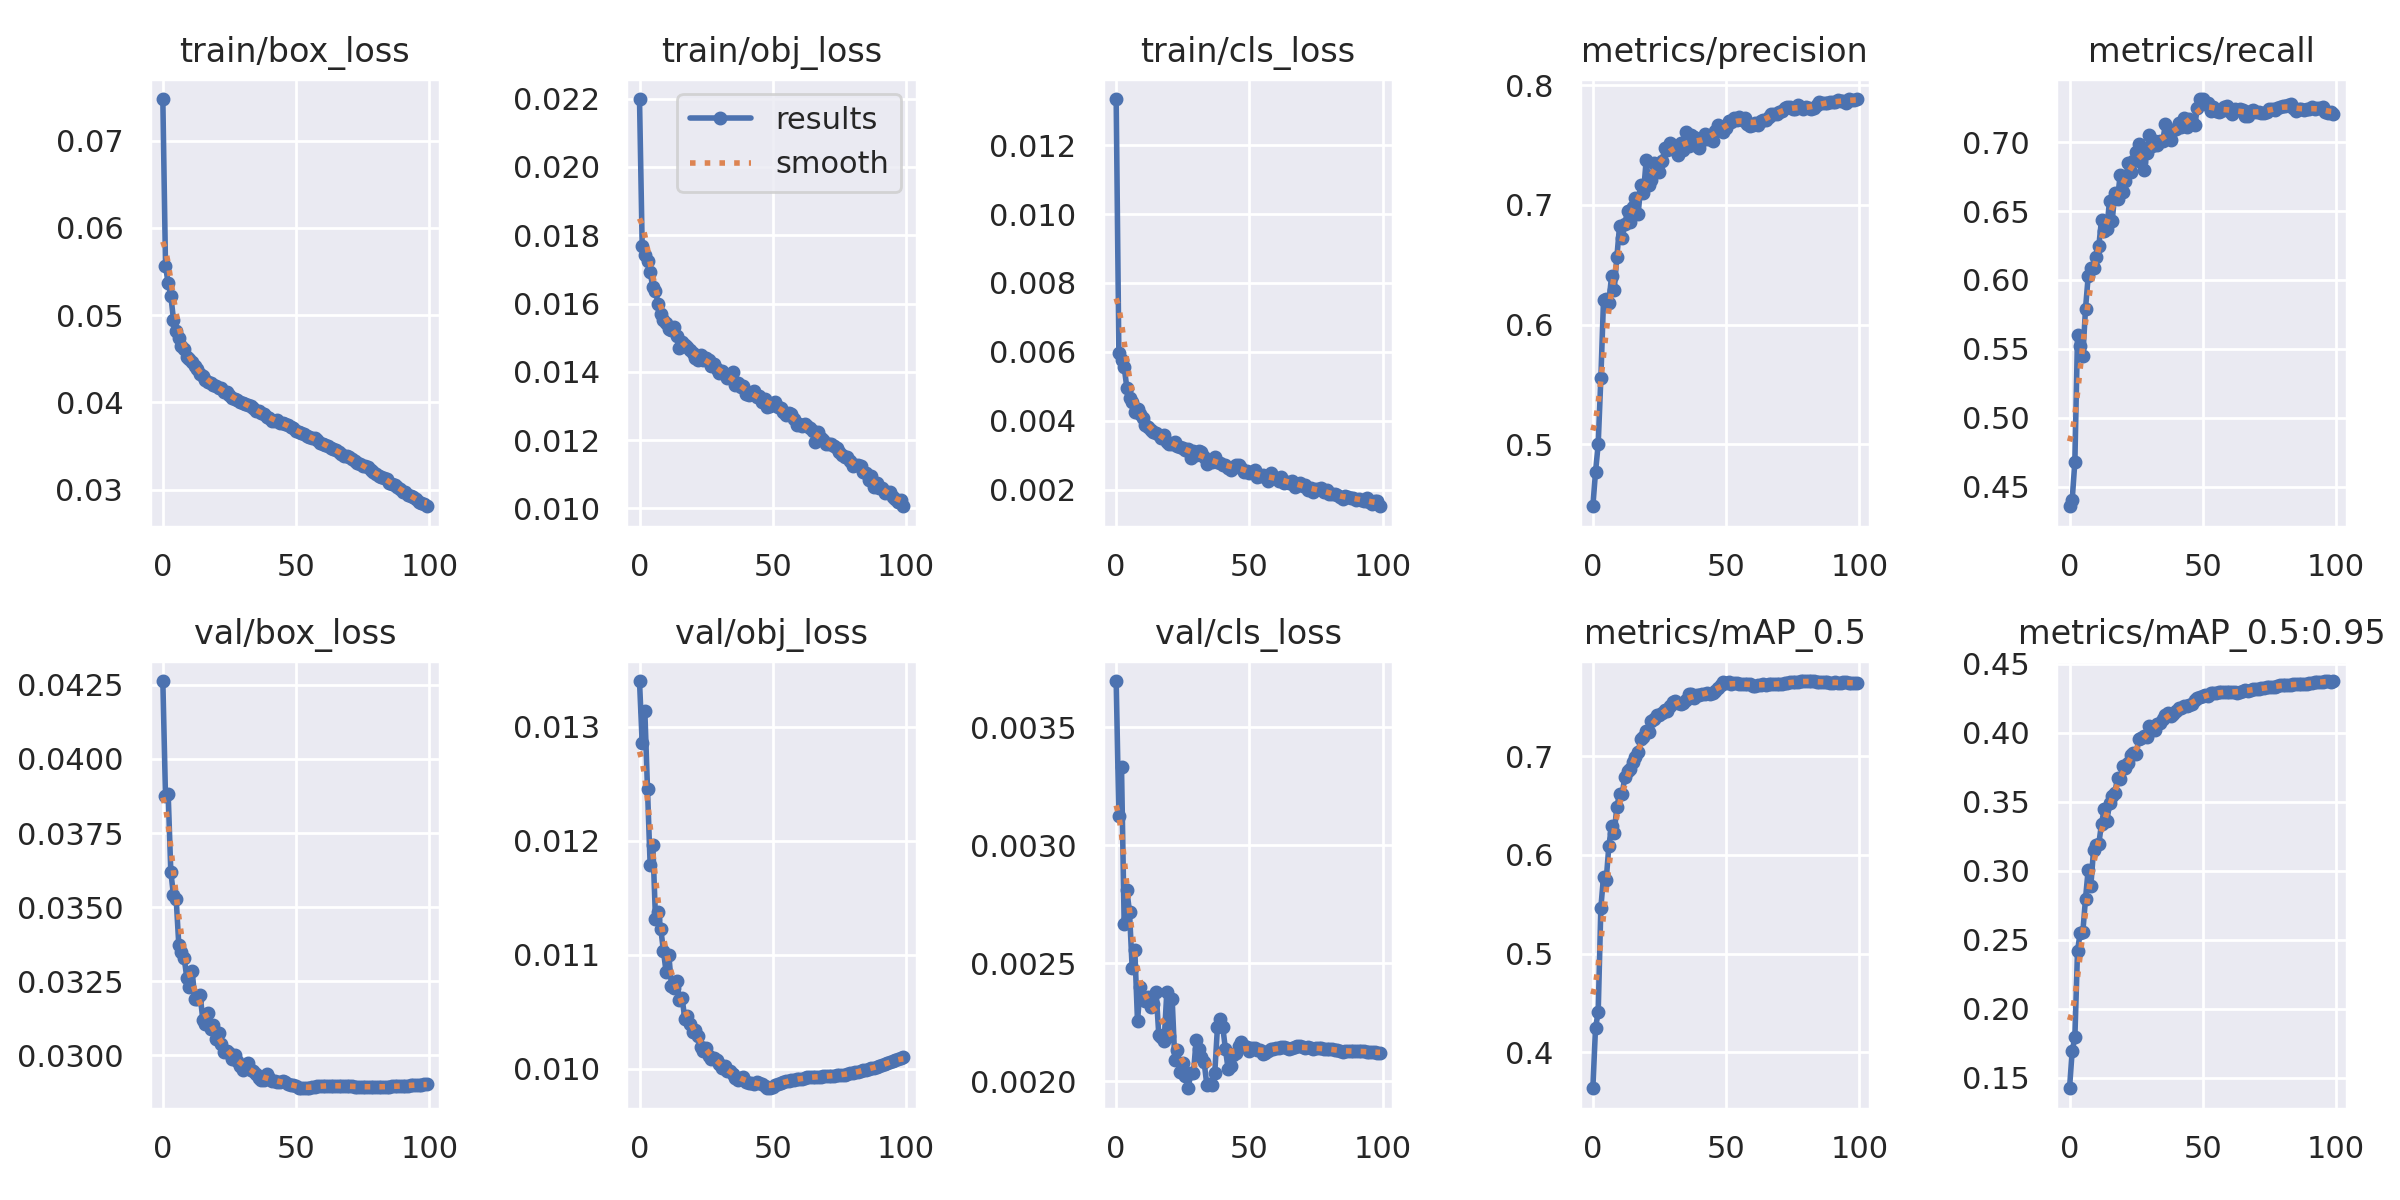 train/box_loss
0.07
0.06
0.05
0.04
0.03
0 50 100
train/obj_loss
results
smooth
0.022
0.020
0.018
0.016
0.014
0.012
0.010
0 50 100
train/cls_loss
0.012
0.010
0.008
0.006
0.004
0.002
0 50 100
metrics/precision
0.8
0.7
0.6
0.5
0 50 100
metrics/recall
0.70
0.65
0.60
0.55
0.50
0.45
0 50 100
val/box_loss
0.0425
0.0400
0.0375
0.0350
0.0325
0.0300
0 50 100
val/obj_loss
0.013
0.012
0.011
0.010
0 50 100
val/cls_loss
0.0035
0.0030
0.0025
0.0020
0 50 100
metrics/mAP_0.5
0.7
0.6
0.5
0.4
0 50 100
metrics/mAP_0.5:0.95
0.45
0.40
0.35
0.30
0.25
0.20
0.15
0 50 100